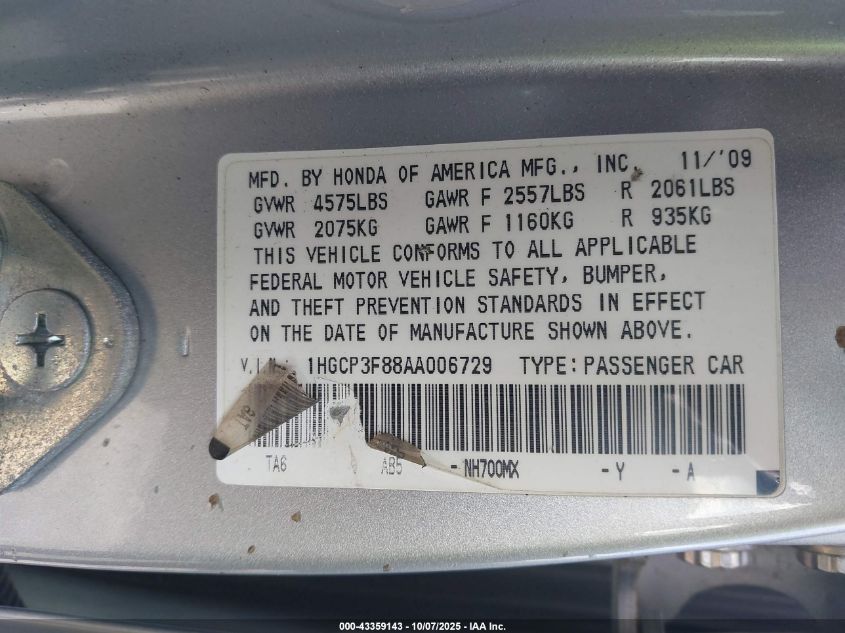 MFD. BY HONDA OF AMERICA MFG., INC. 11/'09
GVWR 4575LBS GAWR F 2557LBS R 2061LBS
GVWR 2075KG GAWR F 1160KG R 935KG
THIS VEHICLE CONFORMS TO ALL APPLICABLE
FEDERAL MOTOR VEHICLE SAFETY, BUMPER,
AND THEFT PREVENTION STANDARDS IN EFFECT
ON THE DATE OF MANUFACTURE SHOWN ABOVE.
V.I.N. 1HGCP3F88AA006729 TYPE: PASSENGER CAR
TA6 AB5 -NH700MX -Y -A
000-43359143 - 10/07/2025 - IAA Inc.